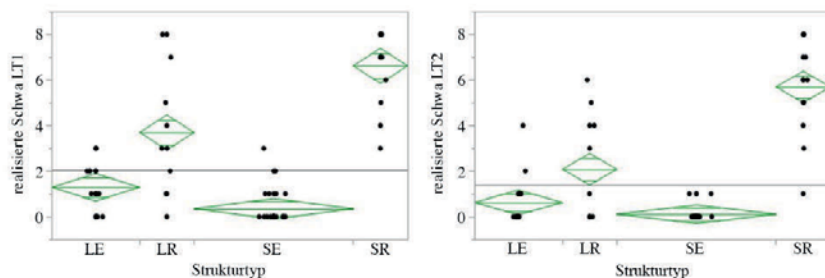 realisierte Schwa LT1
8
6
4
2
0
LE LR SE SR
Strukturtyp
realisierte Schwa LT2
8
6
4
2
0
LE LR SE SR
Strukturtyp